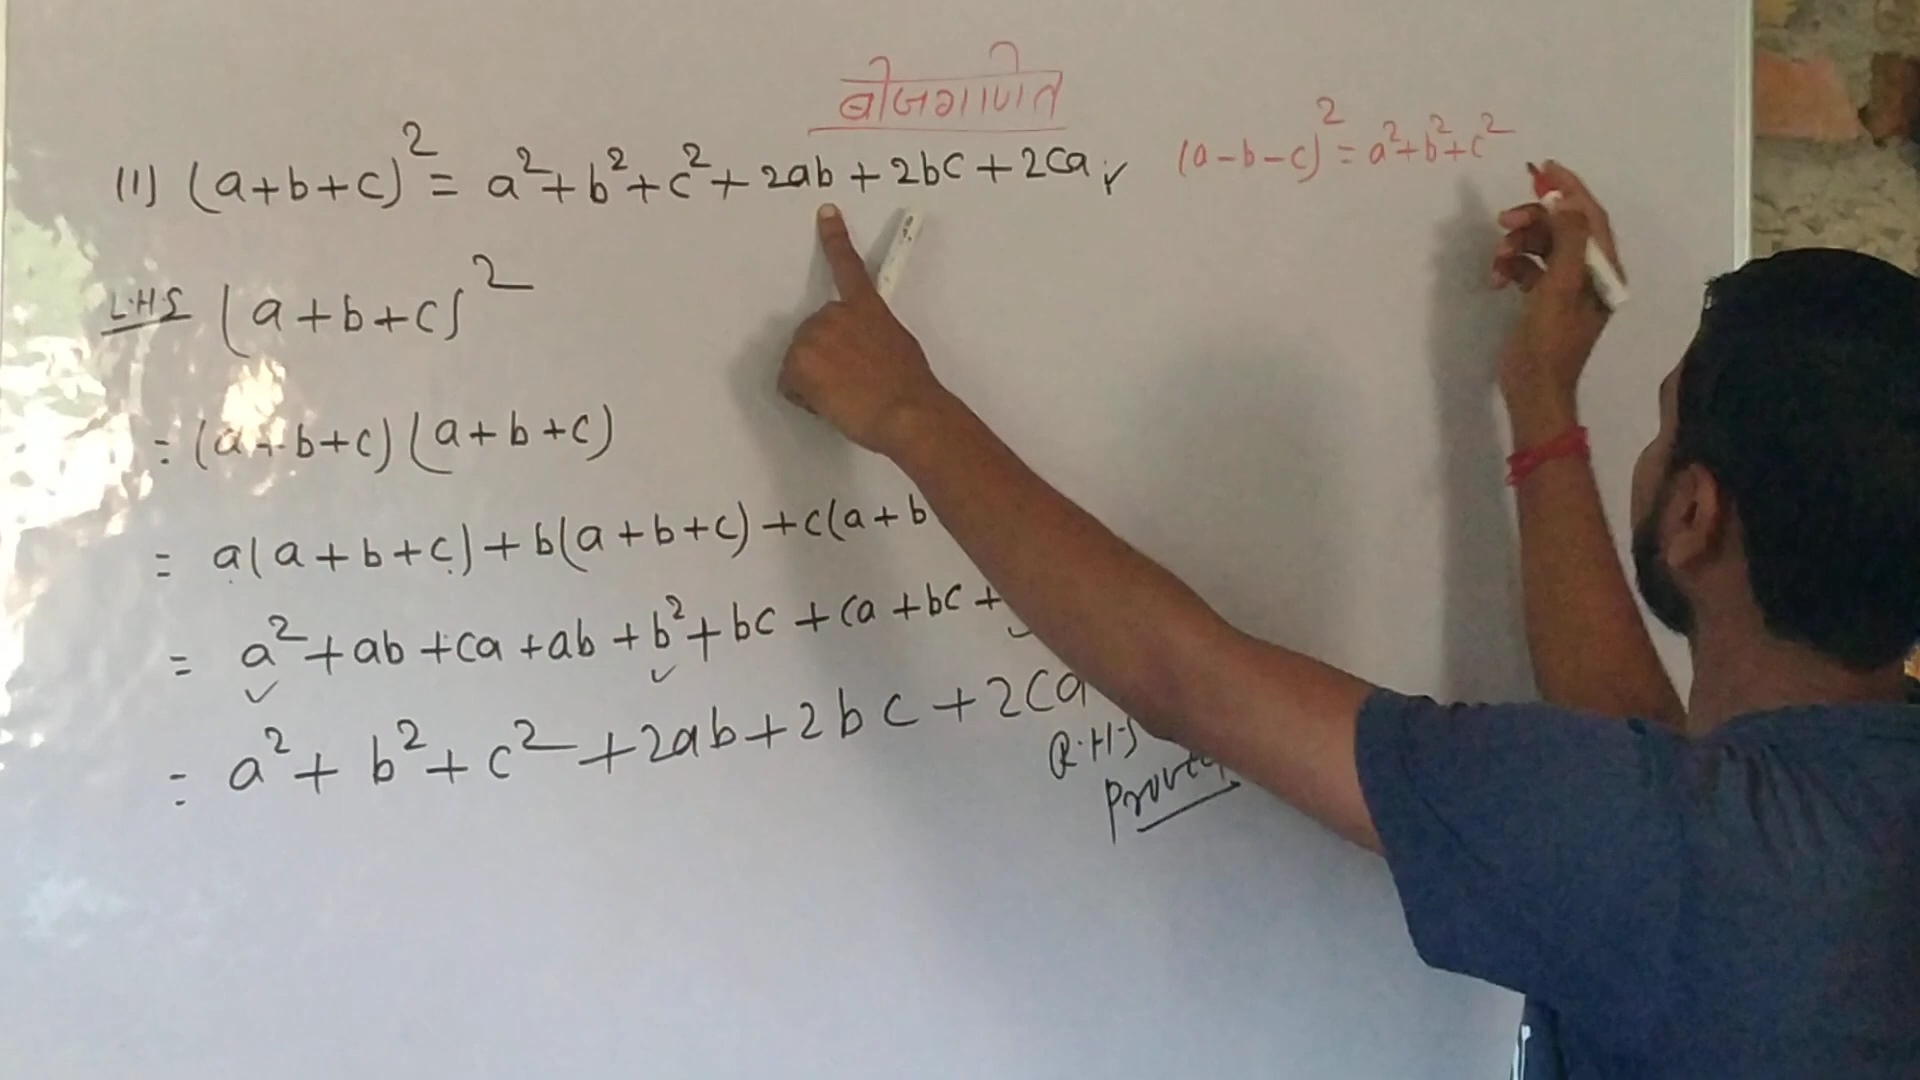 बीजगणित
(11) (a+b+c)² = a²+b²+c²+2ab+2bc+2ca
(a-b-c)² = a²+b²+c²
L.H.S (a+b+c)²
= (a+b+c)(a+b+c)
= a(a+b+c)+b(a+b+c)+c(a+b
= a²+ab+ca+ab+b²+bc+ca+bc+
= a²+b²+c²+2ab+2bc+2ca
R.H.S